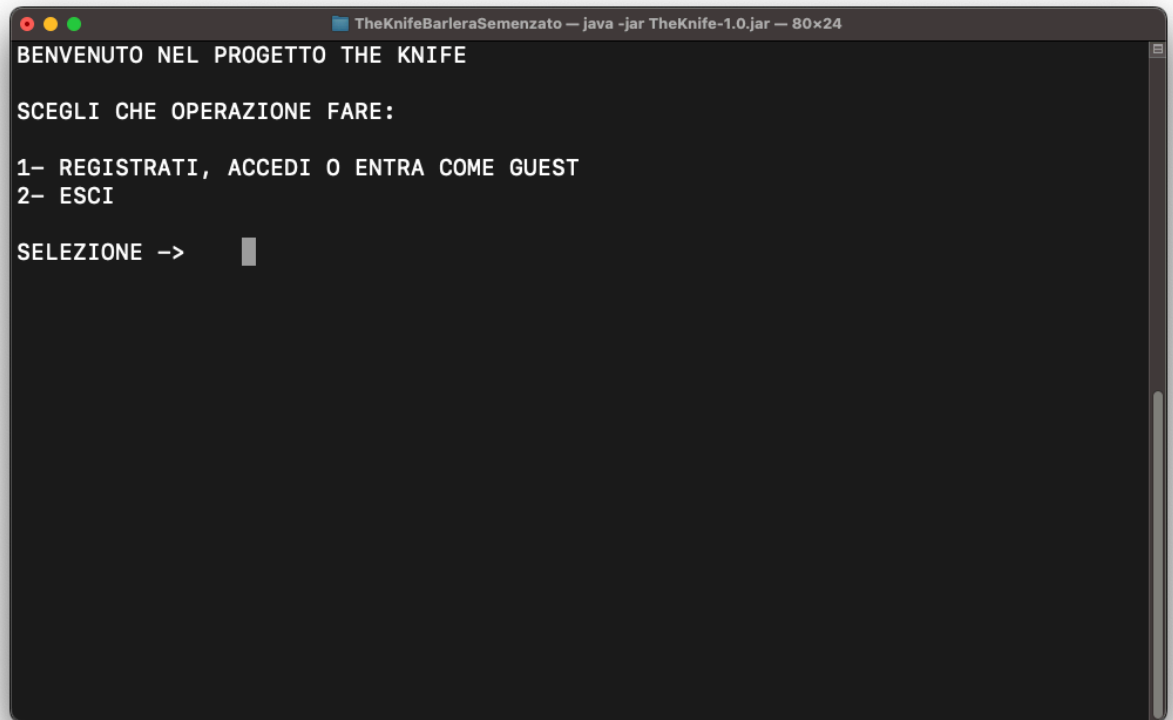 TheKnifeBarleraSemenzato — java -jar TheKnife-1.0.jar — 80×24
BENVENUTO NEL PROGETTO THE KNIFE
SCEGLI CHE OPERAZIONE FARE:
1- REGISTRATI, ACCEDI O ENTRA COME GUEST
2- ESCI
SELEZIONE ->